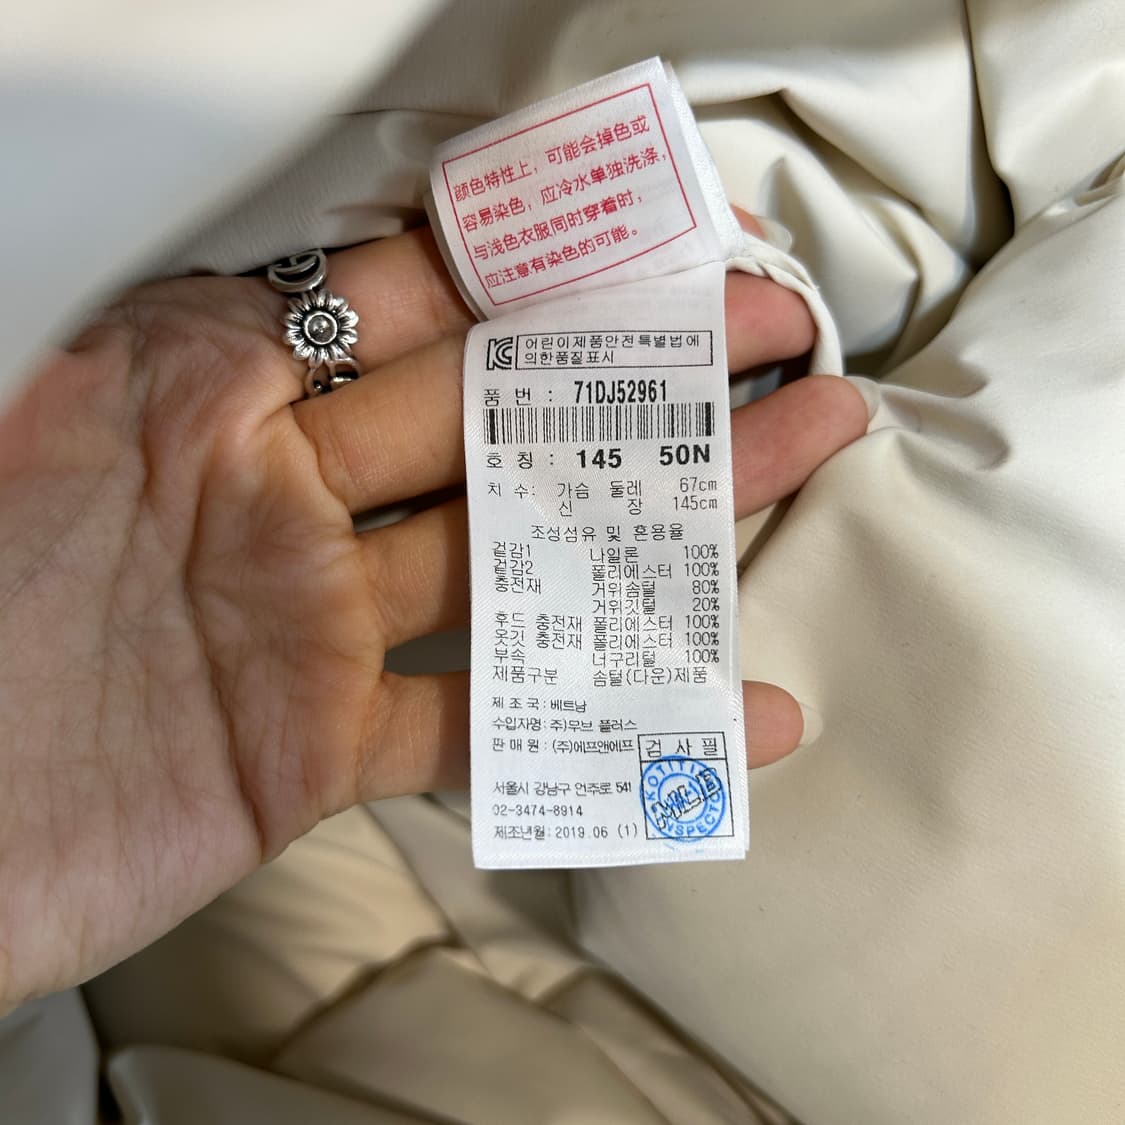 颜色特性上，可能会掉色或
容易染色，应冷水单独洗涤，
与浅色衣服同时穿着时，
应注意有染色的可能。
어린이제품안전특별법에
의한품질표시
품 번 : 71DJ52961
호 칭 : 145 50N
치 수: 가슴 둘레 67cm
신 장 145cm
조성섬유 및 혼용율
겉감1 나일론 100%
겉감2 폴리에스터 100%
충전재 거위솜털 80%
거위깃털 20%
후드 충전재 폴리에스터 100%
옷깃 충전재 폴리에스터 100%
부속 너구리털 100%
제품구분 솜털(다운)제품
제 조 국 : 베트남
수입자명 : 주)무브 플러스
판 매 원 : (주)에프앤에프
검 사 필
KOTITI
INSPECTO
서울시 강남구 언주로 541
02-3474-8914
제조년월 : 2019.06 (1)